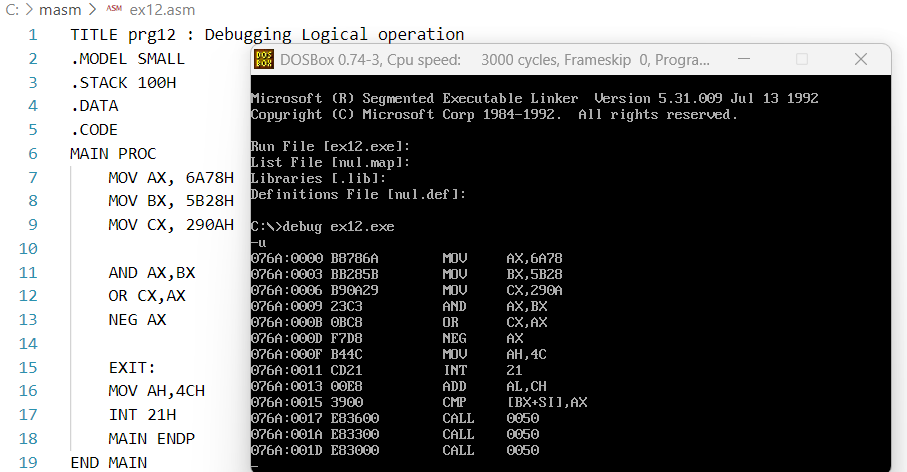 C: > masm > ASM ex12.asm
1 TITLE prg12 : Debugging Logical operation
2 .MODEL SMALL
3 .STACK 100H
4 .DATA
5 .CODE
6 MAIN PROC
7 MOV AX, 6A78H
8 MOV BX, 5B28H
9 MOV CX, 290AH
10
11 AND AX,BX
12 OR CX,AX
13 NEG AX
14
15 EXIT:
16 MOV AH,4CH
17 INT 21H
18 MAIN ENDP
19 END MAIN
DOS BOX DOSBox 0.74-3, Cpu speed: 3000 cycles, Frameskip 0, Progra...
Microsoft (R) Segmented Executable Linker Version 5.31.009 Jul 13 1992
Copyright (C) Microsoft Corp 1984-1992. All rights reserved.
Run File [ex12.exe]:
List File [nul.map]:
Libraries [.lib]:
Definitions File [nul.def]:
C:\>debug ex12.exe
-u
076A:0000 B8786A MOV AX,6A78
076A:0003 BB285B MOV BX,5B28
076A:0006 B90A29 MOV CX,290A
076A:0009 23C3 AND AX,BX
076A:000B 0BC8 OR CX,AX
076A:000D F7D8 NEG AX
076A:000F B44C MOV AH,4C
076A:0011 CD21 INT 21
076A:0013 00E8 ADD AL,CH
076A:0015 3900 CMP [BX+SI],AX
076A:0017 E83600 CALL 0050
076A:001A E83300 CALL 0050
076A:001D E83000 CALL 0050
-